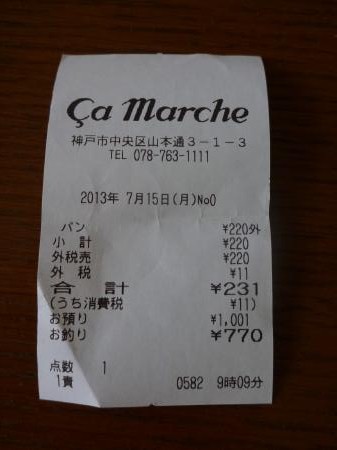 Ça marche
神戸市中央区山本通3-1-3
TEL 078-763-1111
2013年 7月15日(月)No0
パン ¥220外
小 計 ¥220
外税売 ¥220
外 税 ¥11
合 計 ¥231
(うち消費税 ¥11)
お預り ¥1,001
お釣り ¥770
点数 1
1責 0582 9時09分